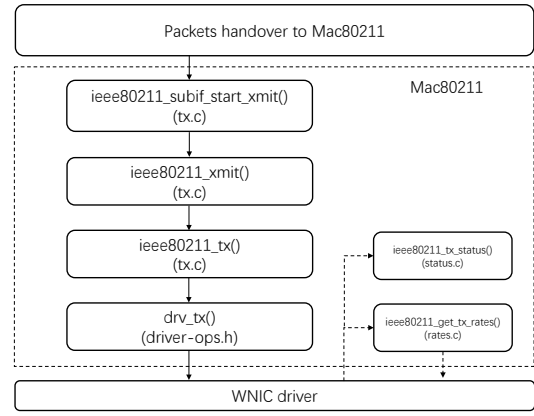 Packets handover to Mac80211
Mac80211
ieee80211_subif_start_xmit()
(tx.c)
ieee80211_xmit()
(tx.c)
ieee80211_tx()
(tx.c)
ieee80211_tx_status()
(status.c)
drv_tx()
(driver-ops.h)
ieee80211_get_tx_rates()
(rates.c)
WNIC driver